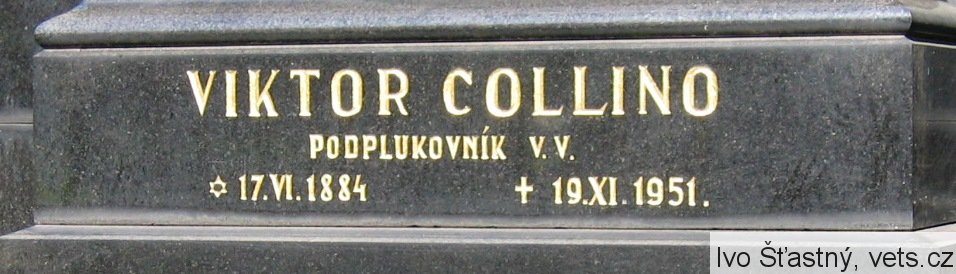 VIKTOR COLLINO
PODPLUKOVNÍK V. V.
✡ 17. VI. 1884 ✝ 19. XI. 1951.
Ivo Šťastný, vets.cz